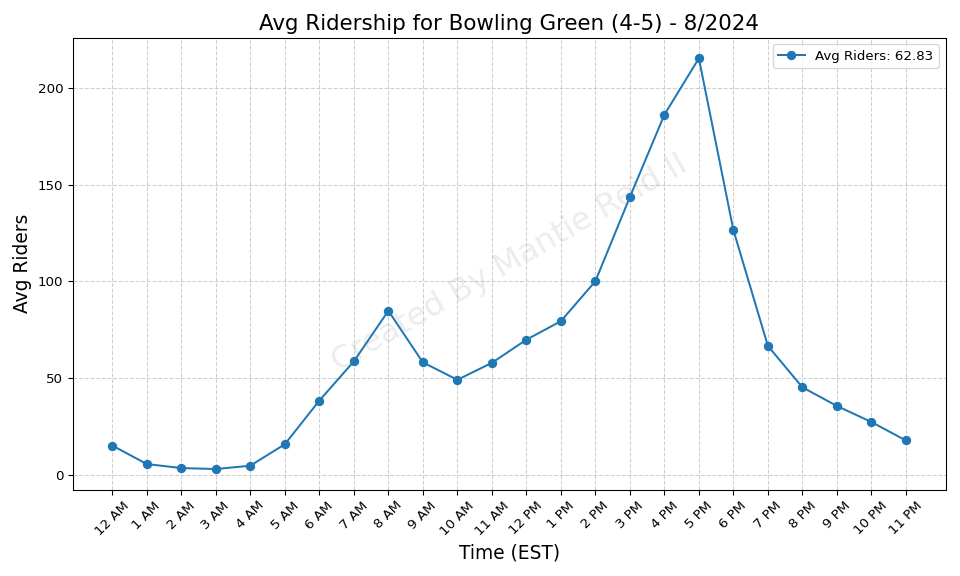 Avg Ridership for Bowling Green (4-5) - 8/2024
Avg Riders: 62.83
Avg Riders
200
150
100
50
0
Created By Mantle Reid II
12 AM
1 AM
2 AM
3 AM
4 AM
5 AM
6 AM
7 AM
8 AM
9 AM
10 AM
11 AM
12 PM
1 PM
2 PM
3 PM
4 PM
5 PM
6 PM
7 PM
8 PM
9 PM
10 PM
11 PM
Time (EST)